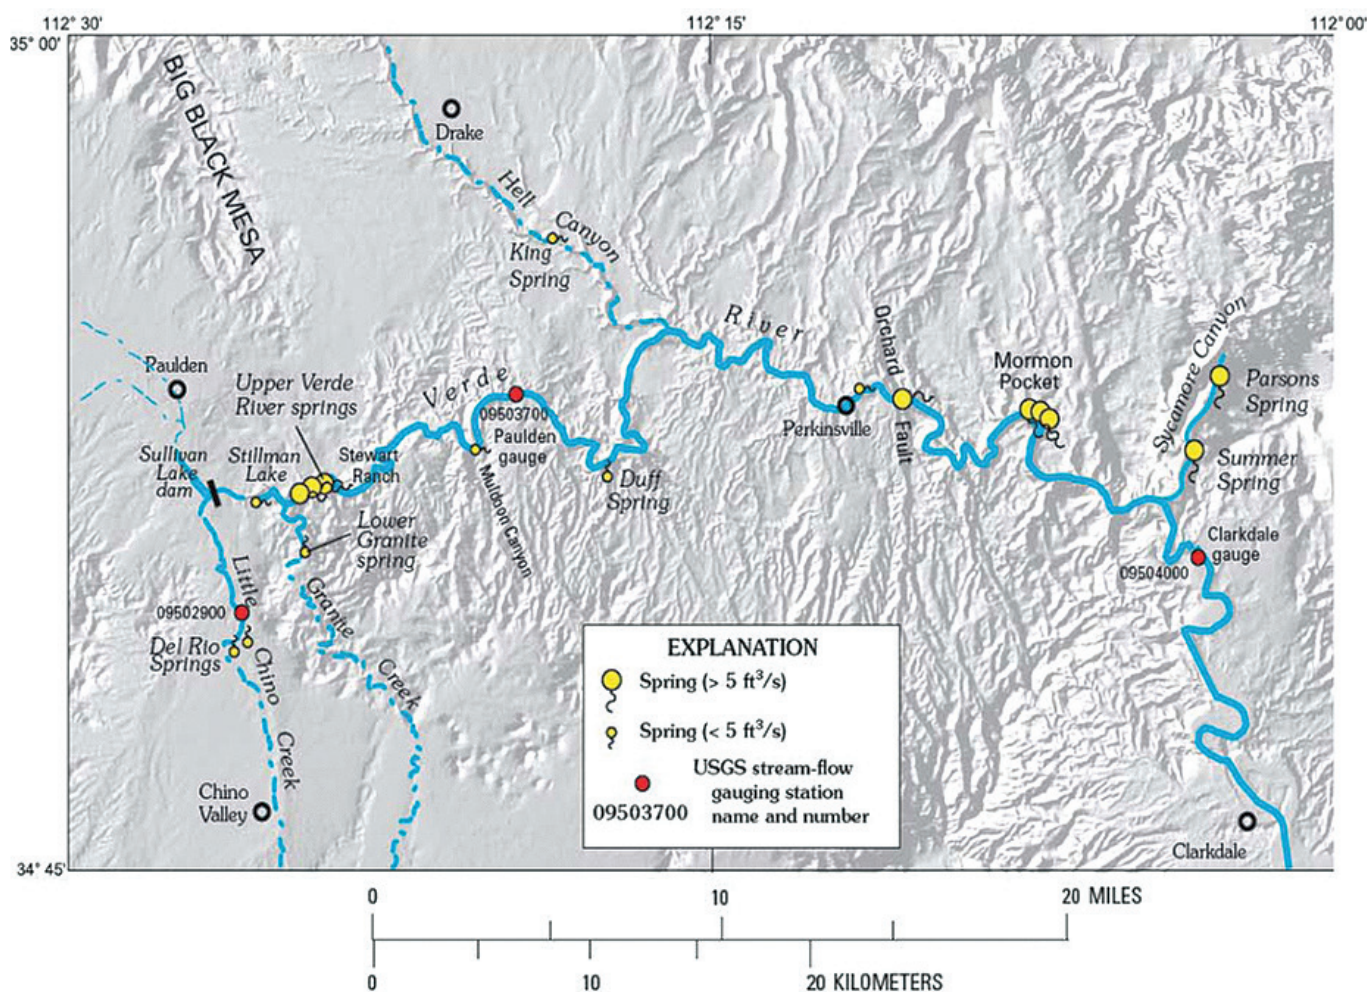 112° 30'
112° 15'
112° 00'
35° 00'
BIG BLACK MESA
Drake
Hell
Canyon
King
Spring
River
Orchard
Fault
Sycamore Canyon
Paulden
Upper Verde
River springs
Verde
09503700
Paulden
gauge
Mormon
Pocket
Parsons
Spring
Perkinsville
Sullivan
Lake
dam
Stillman
Lake
Stewart
Ranch
Muldoon Canyon
Duff
Spring
Summer
Spring
Lower
Granite
spring
Clarkdale
gauge
09504000
Little
Chino
Creek
09502900
Del Rio
Springs
Granite
Creek
EXPLANATION
Spring (> 5 ft³/s)
Spring (< 5 ft³/s)
USGS stream-flow
gauging station
09503700 name and number
Chino
Valley
Clarkdale
34° 45'
0 10 20 MILES
0 10 20 KILOMETERS